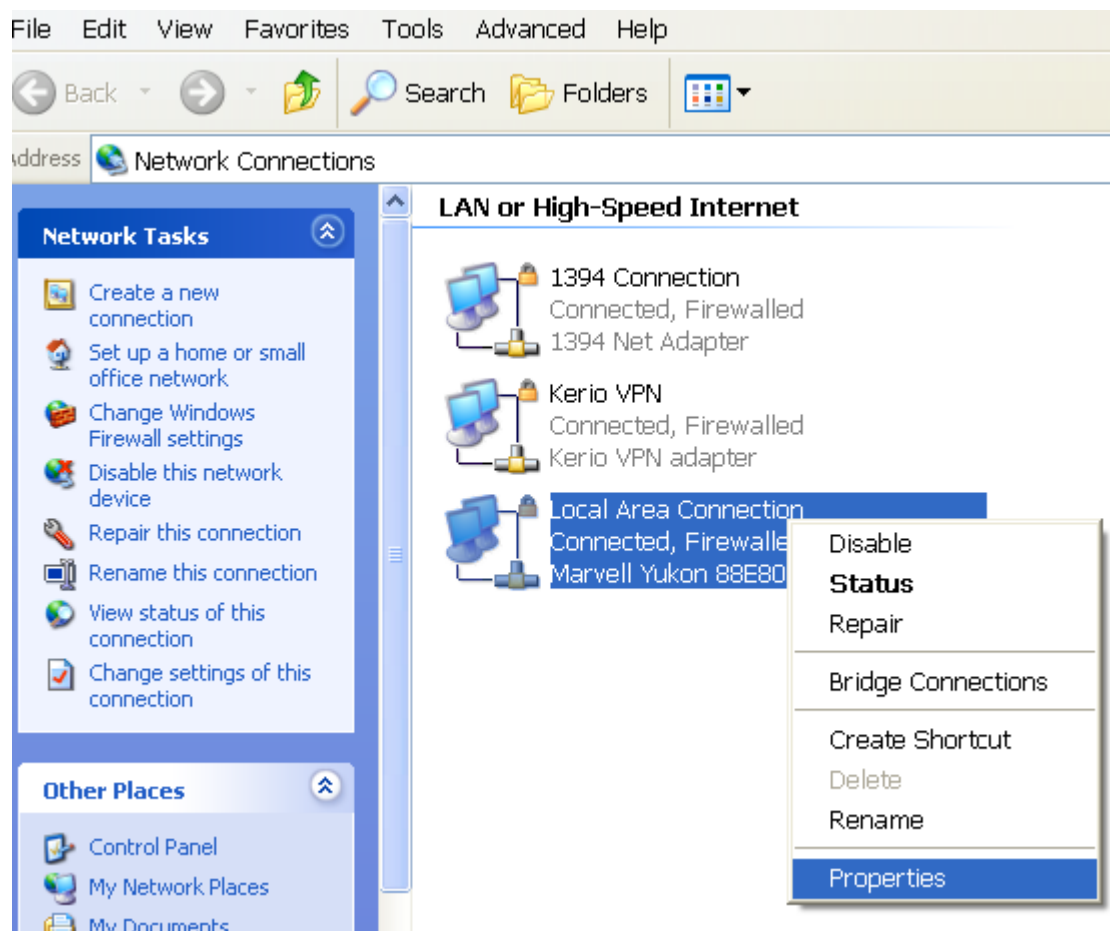 File Edit View Favorites Tools Advanced Help
Back Search Folders
Address Network Connections
Network Tasks
Create a new
connection
Set up a home or small
office network
Change Windows
Firewall settings
Disable this network
device
Repair this connection
Rename this connection
View status of this
connection
Change settings of this
connection
Other Places
Control Panel
My Network Places
My Documents
LAN or High-Speed Internet
1394 Connection
Connected, Firewalled
1394 Net Adapter
Kerio VPN
Connected, Firewalled
Kerio VPN adapter
Local Area Connection
Connected, Firewalle
Marvell Yukon 88E80
Disable
Status
Repair
Bridge Connections
Create Shortcut
Delete
Rename
Properties